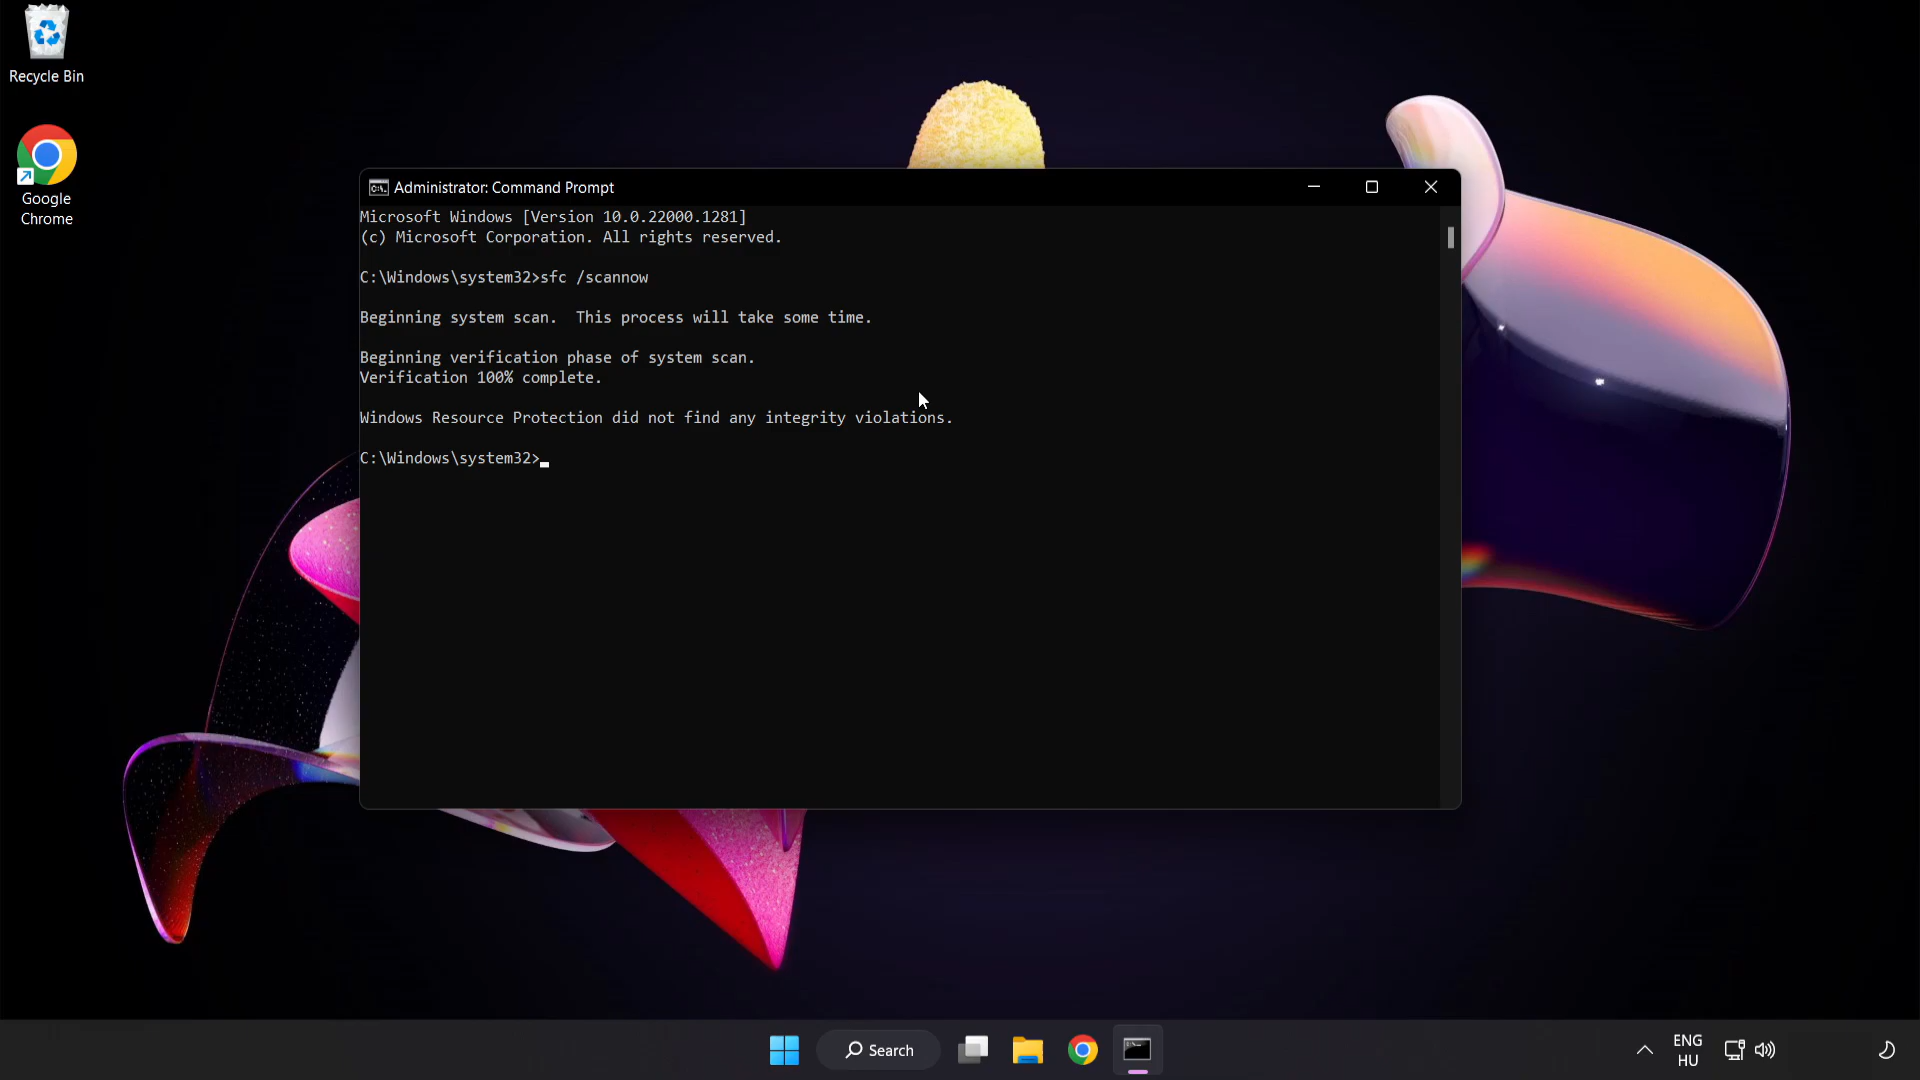 Recycle Bin
Google
Chrome
Administrator: Command Prompt
Microsoft Windows [Version 10.0.22000.1281]
(c) Microsoft Corporation. All rights reserved.
C:\Windows\system32>sfc /scannow
Beginning system scan.  This process will take some time.
Beginning verification phase of system scan.
Verification 100% complete.
Windows Resource Protection did not find any integrity violations.
C:\Windows\system32>
Search
ENG
HU